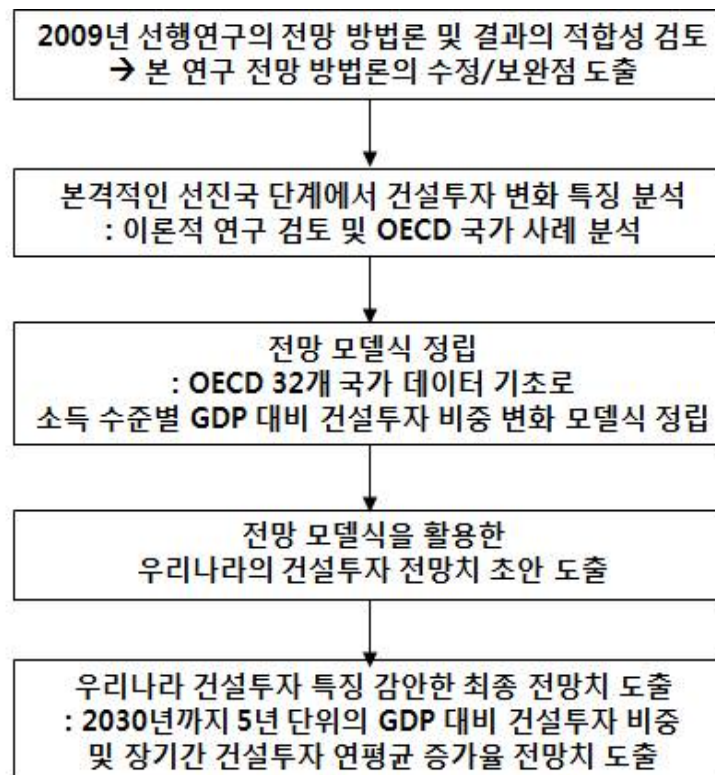 2009년 선행연구의 전망 방법론 및 결과의 적합성 검토
→ 본 연구 전망 방법론의 수정/보완점 도출
본격적인 선진국 단계에서 건설투자 변화 특징 분석
: 이론적 연구 검토 및 OECD 국가 사례 분석
전망 모델식 정립
: OECD 32개 국가 데이터 기초로
소득 수준별 GDP 대비 건설투자 비중 변화 모델식 정립
전망 모델식을 활용한
우리나라의 건설투자 전망치 초안 도출
우리나라 건설투자 특징 감안한 최종 전망치 도출
: 2030년까지 5년 단위의 GDP 대비 건설투자 비중
및 장기간 건설투자 연평균 증가율 전망치 도출